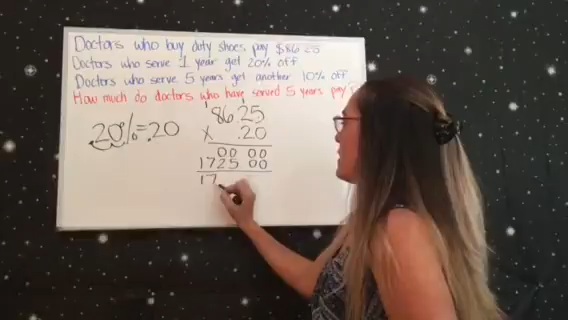 Doctors who buy duty shoes, pay $86.25
Doctors who serve 1 year get 20% off
Doctors who serve 5 years get another 10% off
How much do doctors who have served 5 years pay
20%=.20
1 1
86 25
X .20
00 00
1725 00
17